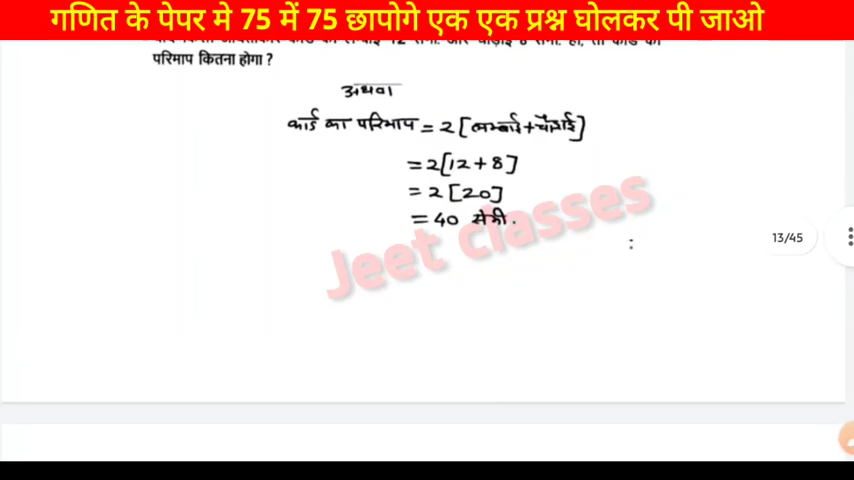 गणित के पेपर मे 75 में 75 छापोगे एक एक प्रश्न घोलकर पी जाओ
परिमाप कितना होगा ?
अथवा
कार्ड का परिमाप = 2 [लम्बाई + चौड़ाई]
= 2 [12 + 8]
= 2 [20]
= 40 सेमी.
Jeet classes
13/45